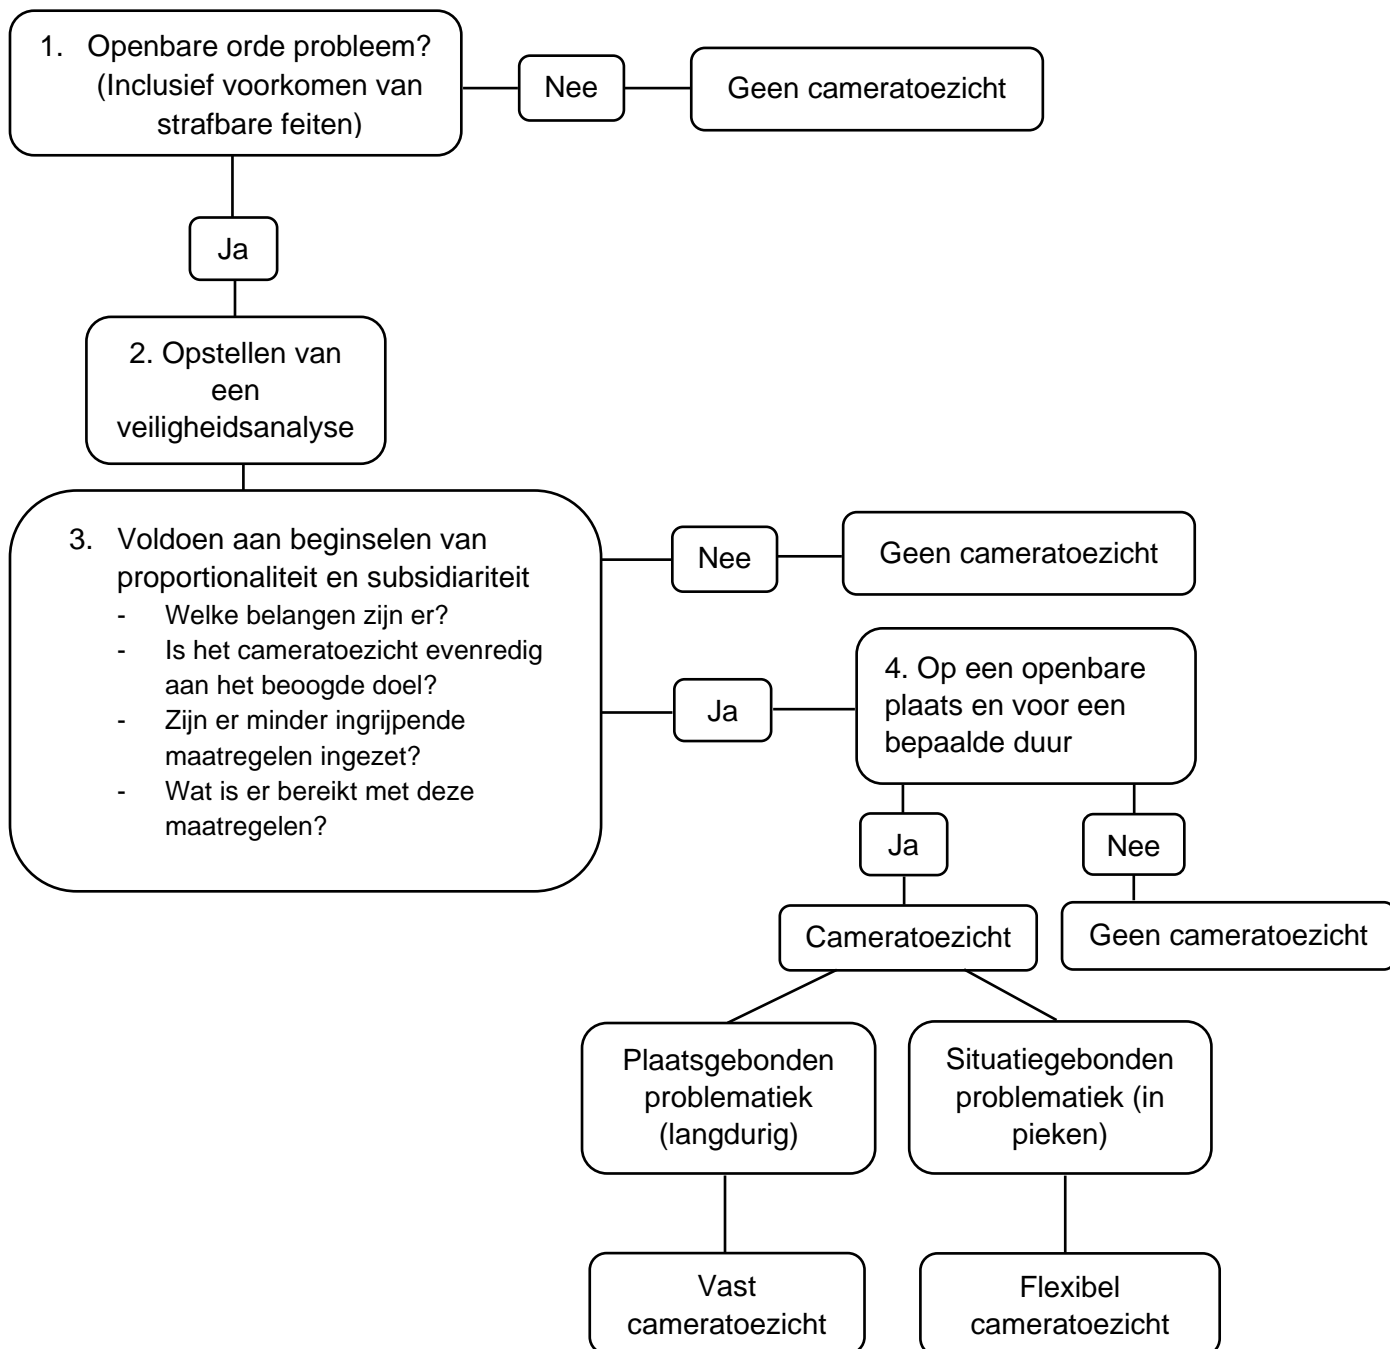 1. Openbare orde probleem?
(Inclusief voorkomen van
strafbare feiten)
Nee
Geen cameratoezicht
Ja
2. Opstellen van
een
veiligheidsanalyse
3. Voldoen aan beginselen van
proportionaliteit en subsidiariteit
- Welke belangen zijn er?
- Is het cameratoezicht evenredig
aan het beoogde doel?
- Zijn er minder ingrijpende
maatregelen ingezet?
- Wat is er bereikt met deze
maatregelen?
Nee
Geen cameratoezicht
Ja
4. Op een openbare
plaats en voor een
bepaalde duur
Ja
Nee
Cameratoezicht
Geen cameratoezicht
Plaatsgebonden
problematiek
(langdurig)
Situatiegebonden
problematiek (in
pieken)
Vast
cameratoezicht
Flexibel
cameratoezicht